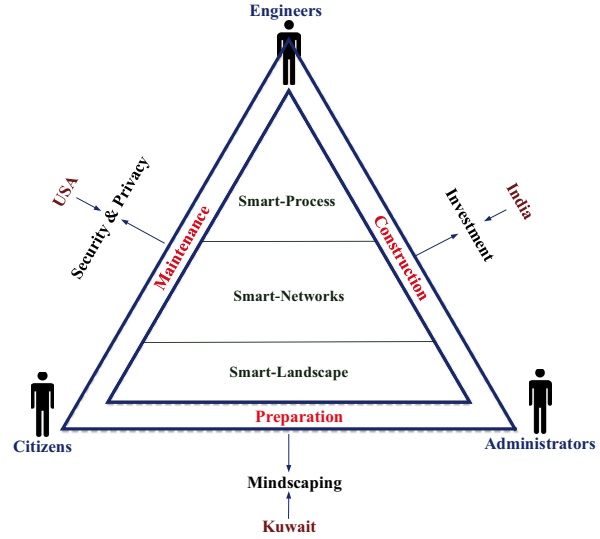 Engineers
USA
Security & Privacy
Maintenance
Smart-Process
Construction
Investment
India
Smart-Networks
Smart-Landscape
Preparation
Citizens
Administrators
Mindscaping
Kuwait